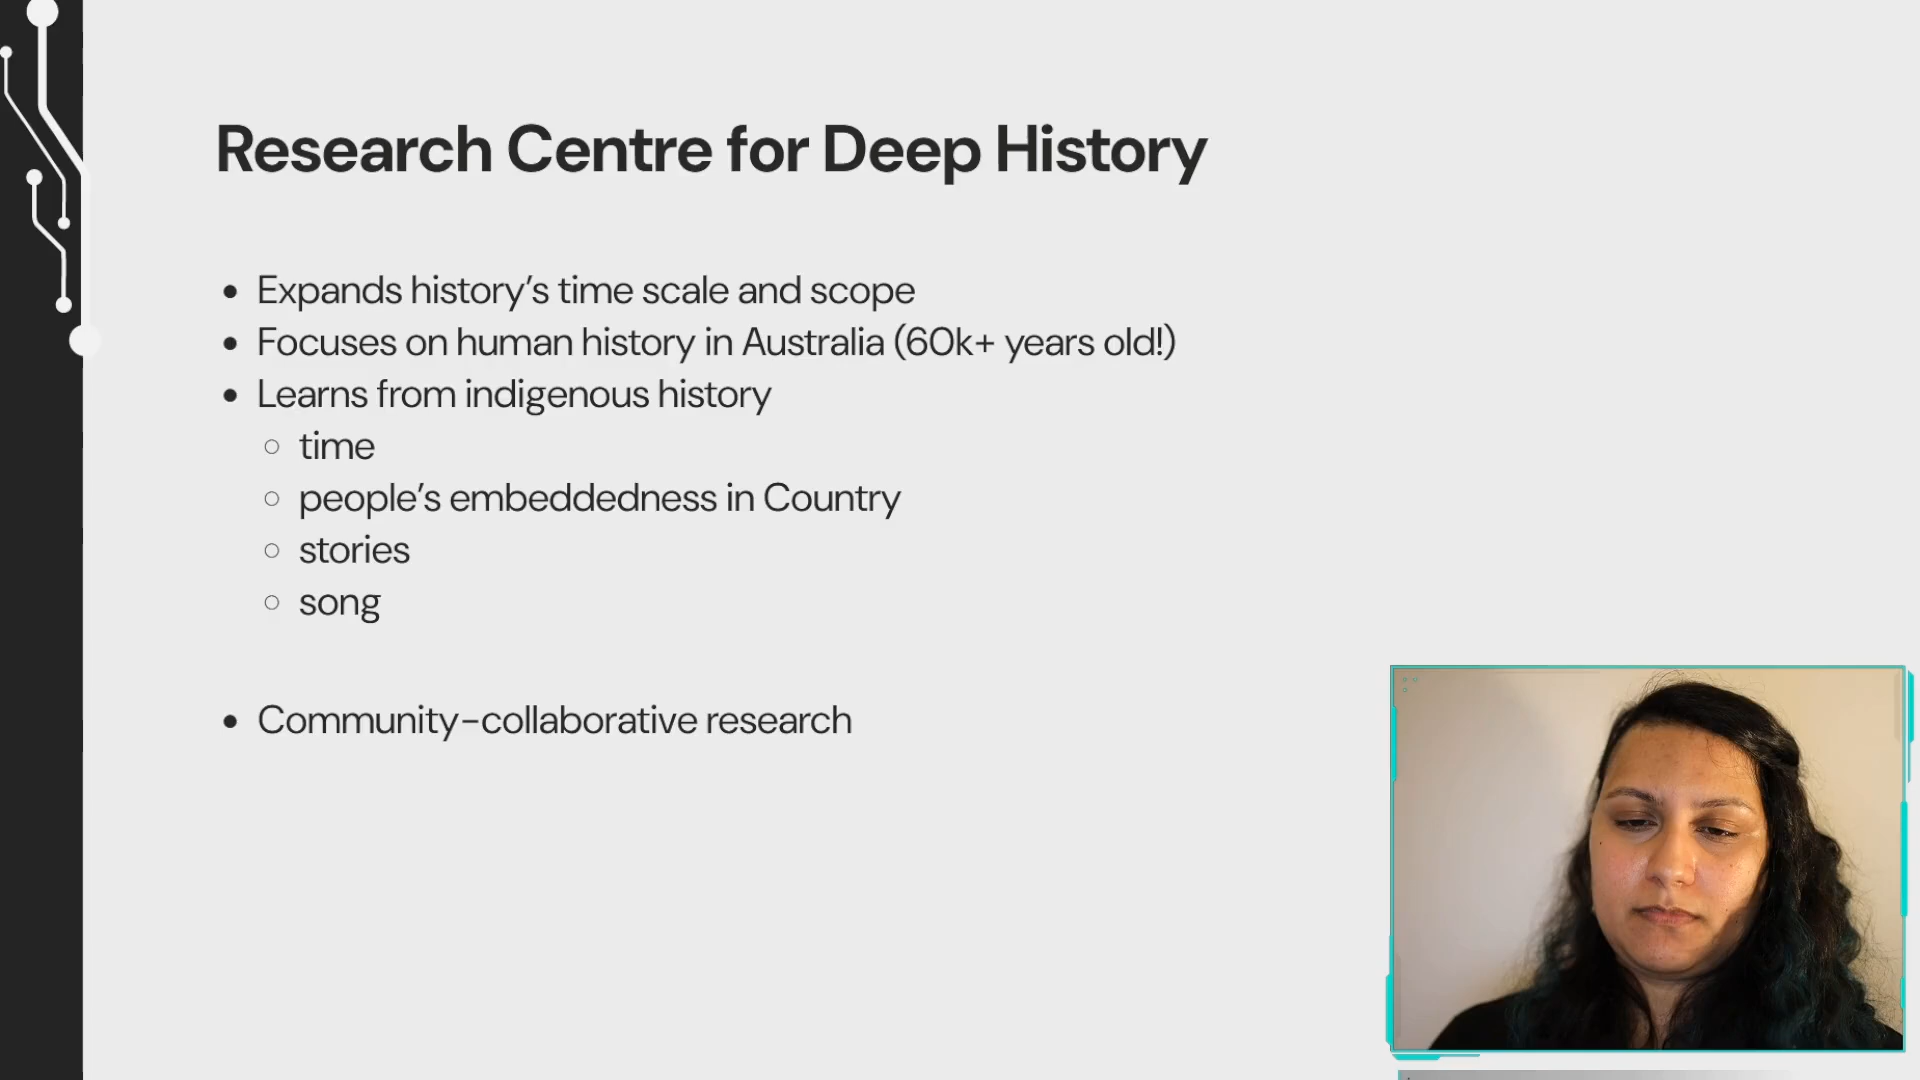 Research Centre for Deep History
• Expands history’s time scale and scope
• Focuses on human history in Australia (60k+ years old!)
• Learns from indigenous history
○ time
○ people’s embeddedness in Country
○ stories
○ song
• Community-collaborative research